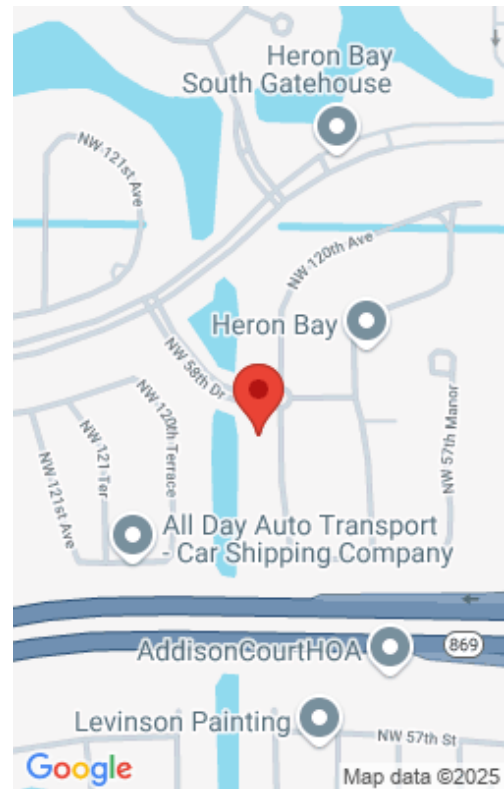 Heron Bay
South Gatehouse
NW 121st Ave
NW 120th Ave
Heron Bay
NW 58th Dr
NW 120th Terrace
NW 57th Manor
NW 121 Ter
NW 121st Ave
All Day Auto Transport
- Car Shipping Company
869
AddisonCourtHOA
Levinson Painting
NW 57th St
Google
Map data ©2025